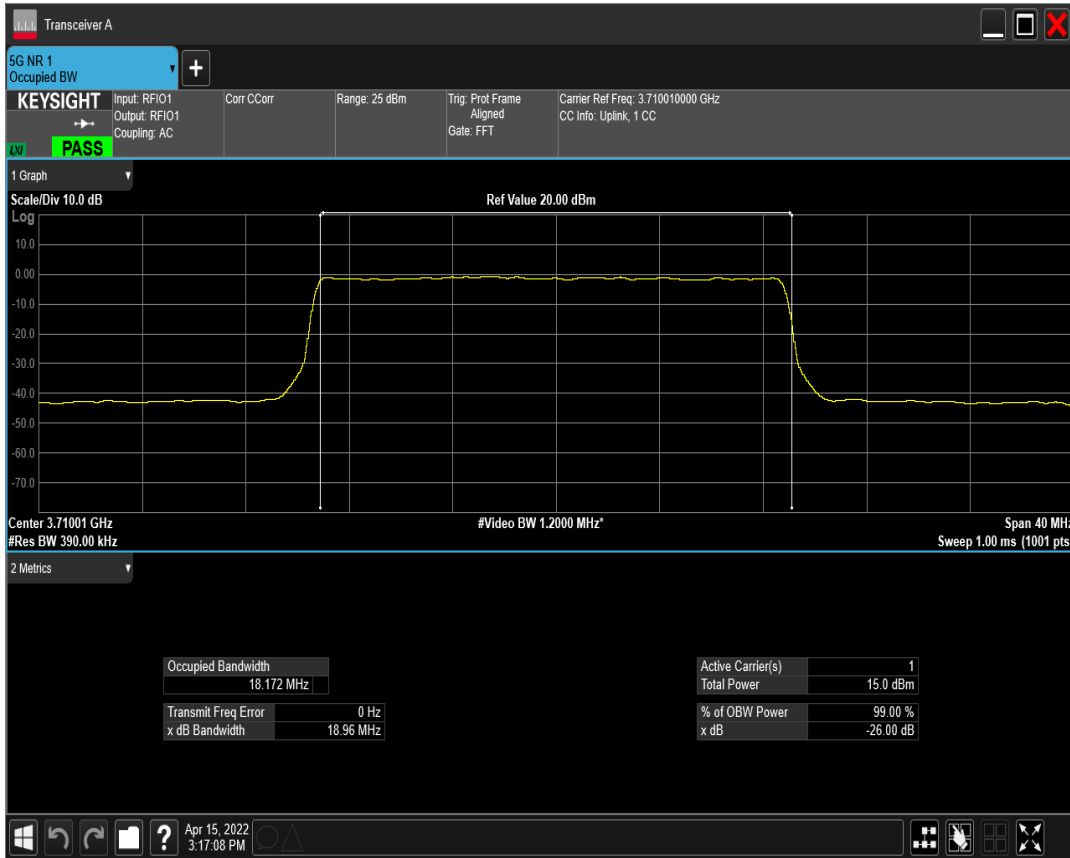 Transceiver A
5G NR 1
Occupied BW
+
KEYSIGHT
LXI
PASS
Input: RFIO1
Output: RFIO1
Coupling: AC
Corr CCorr
Range: 25 dBm
Trig: Prot Frame
Aligned
Gate: FFT
Carrier Ref Freq: 3.710010000 GHz
CC Info: Uplink, 1 CC
1 Graph
Scale/Div 10.0 dB
Ref Value 20.00 dBm
Log
10.0
0.00
-10.0
-20.0
-30.0
-40.0
-50.0
-60.0
-70.0
Center 3.71001 GHz
#Video BW 1.2000 MHz*
Span 40 MHz
#Res BW 390.00 kHz
Sweep 1.00 ms (1001 pts
2 Metrics
Occupied Bandwidth
18.172 MHz
Transmit Freq Error 0 Hz
x dB Bandwidth 18.96 MHz
Active Carrier(s) 1
Total Power 15.0 dBm
% of OBW Power 99.00 %
x dB -26.00 dB
?
Apr 15, 2022
3:17:08 PM